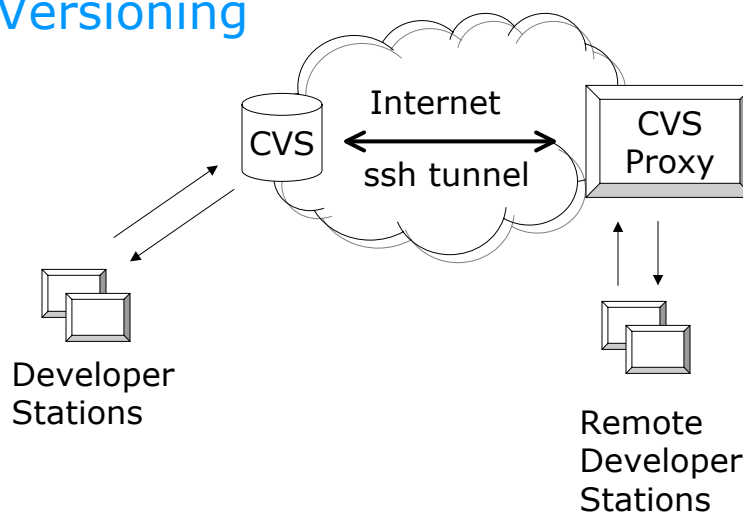 Versioning
Internet
CVS
ssh tunnel
CVS
Proxy
Developer
Stations
Remote
Developer
Stations